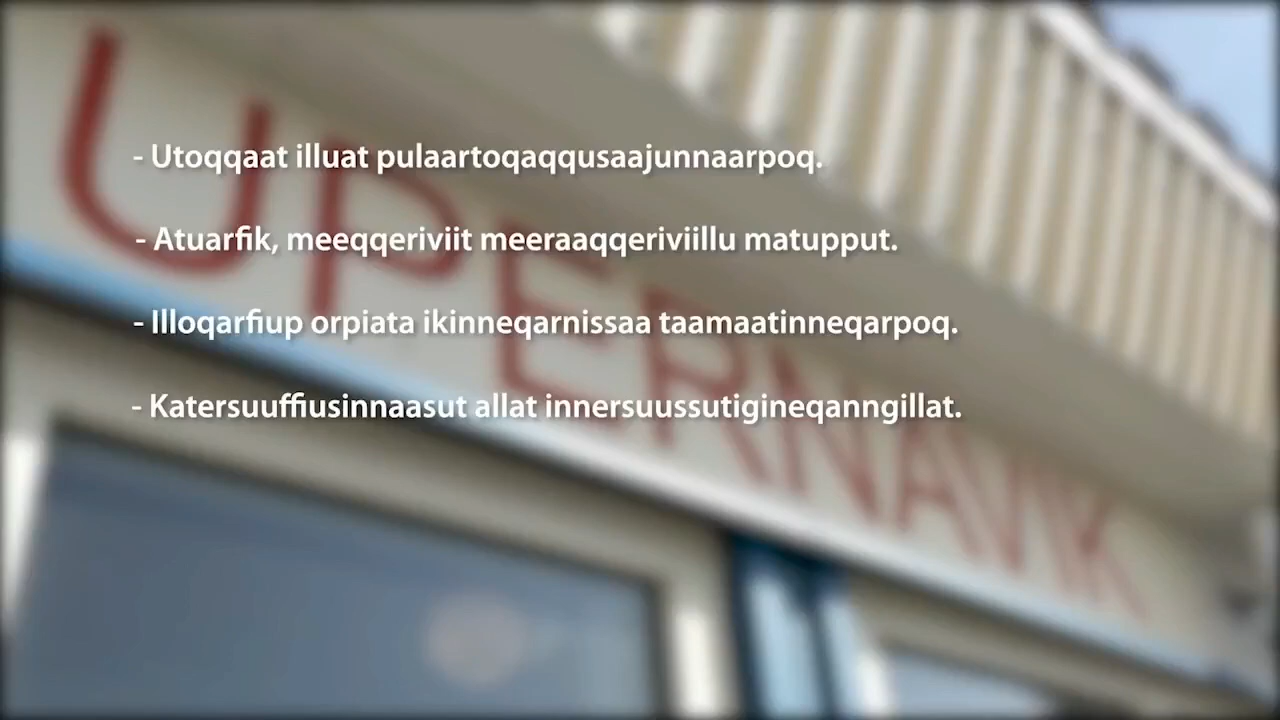 - Utoqqaat illuat pulaartoqaqqusaajunnaarpoq.
- Atuarfik, meeqqeriviit meeraaqqeriviillu matupput.
- Illoqarfiup orpiata ikinneqarnissaa taamaatinneqarpoq.
- Katersuuffiusinnaasut allat innersuussutigineqanngillat.
UPERNAVIK